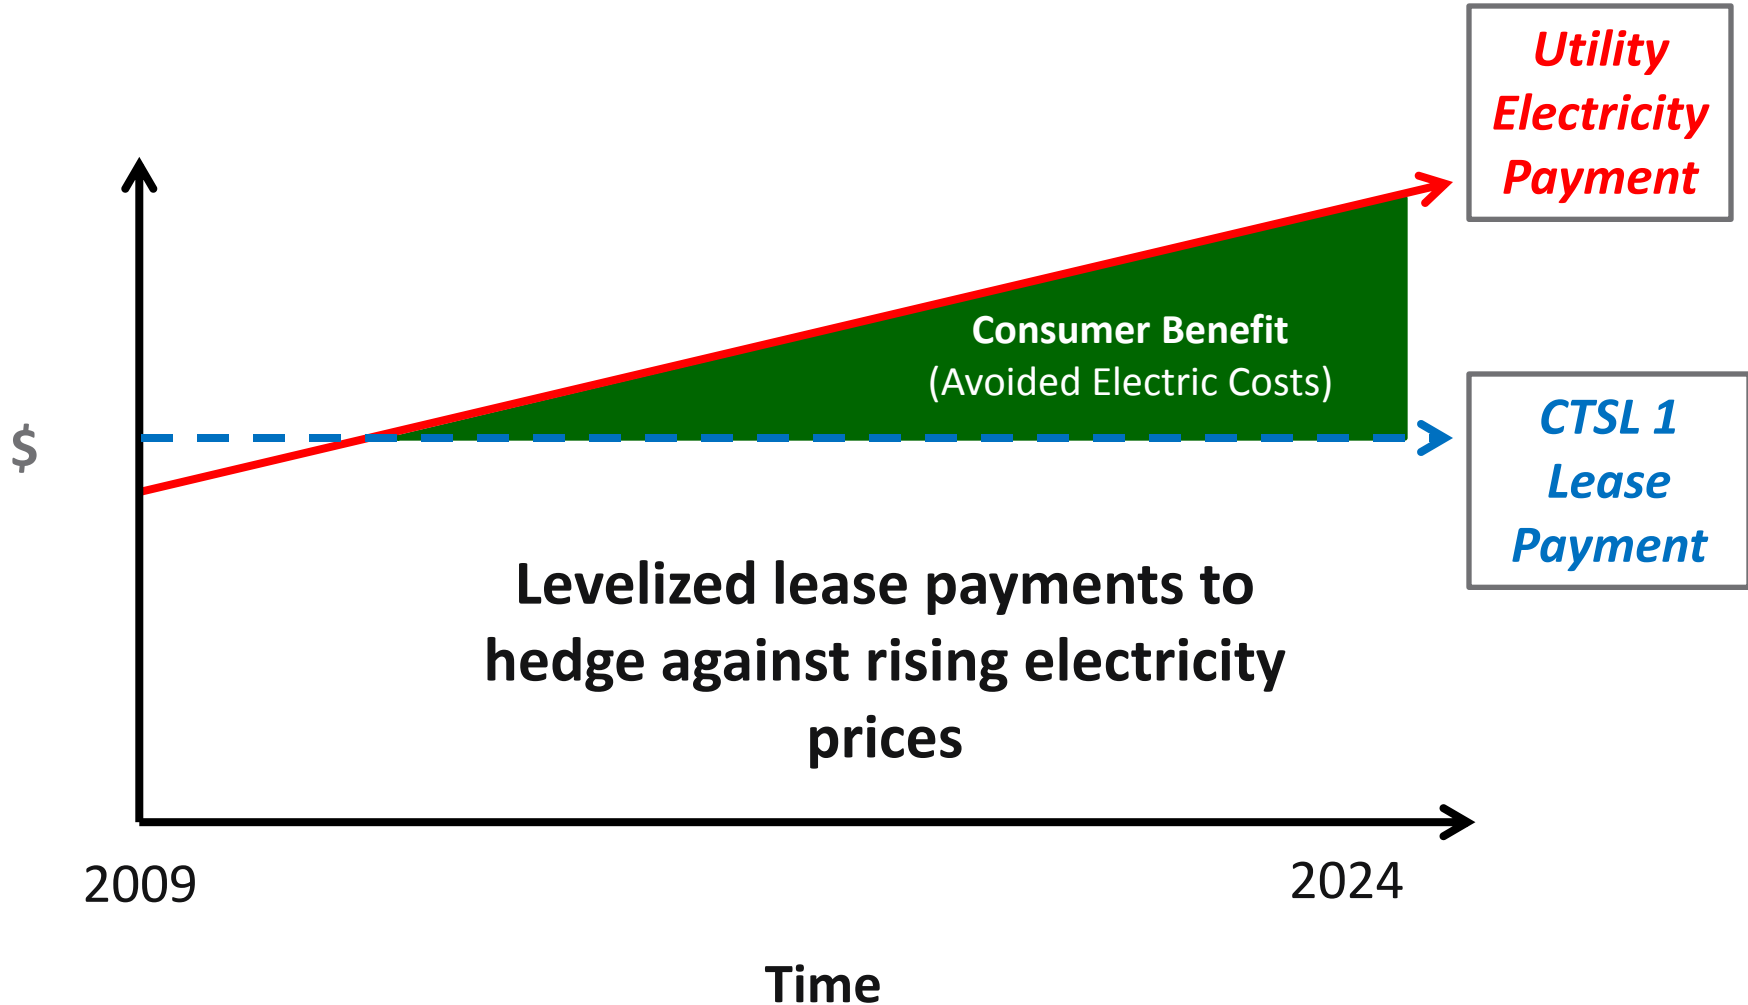 Utility
Electricity
Payment
Consumer Benefit
(Avoided Electric Costs)
$
CTSL 1
Lease
Payment
Levelized lease payments to
hedge against rising electricity
prices
2009
2024
Time